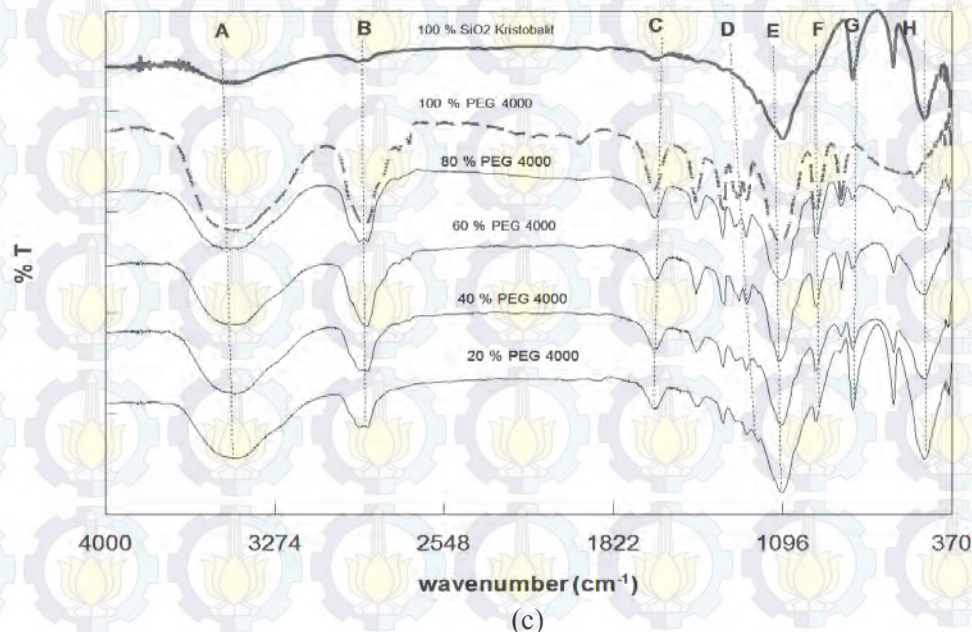 A B C D E F G H
100 % SiO2 Kristobalit
100 % PEG 4000
80 % PEG 4000
60 % PEG 4000
40 % PEG 4000
20 % PEG 4000
% T
4000 3274 2548 1822 1096 370
wavenumber (cm-1)
(c)